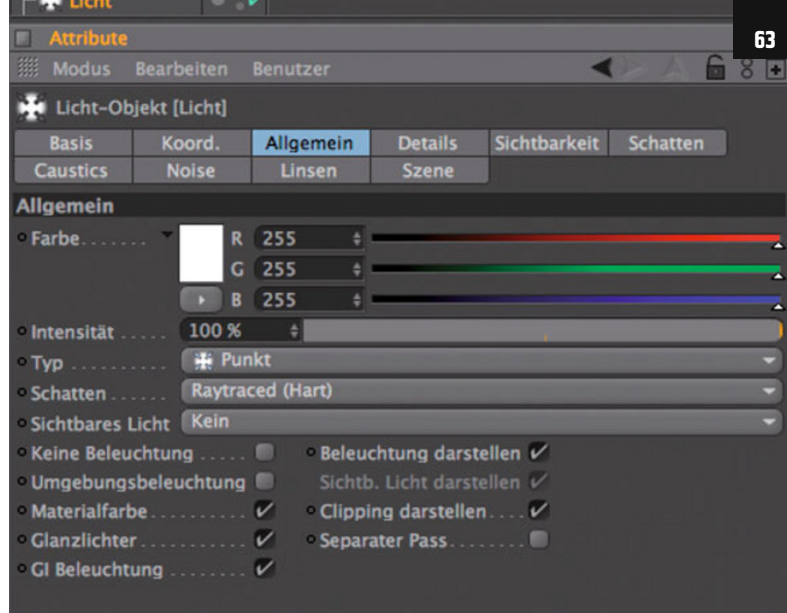 Licht
Attribute
63
Modus Bearbeiten Benutzer
Licht-Objekt [Licht]
Basis Koord. Allgemein Details Sichtbarkeit Schatten
Caustics Noise Linsen Szene
Allgemein
Farbe....... R 255
G 255
B 255
Intensität ..... 100 %
Typ .......... Punkt
Schatten ...... Raytraced (Hart)
Sichtbares Licht Kein
Keine Beleuchtung ..... Beleuchtung darstellen
Umgebungsbeleuchtung Sichtb. Licht darstellen
Materialfarbe.......... Clipping darstellen....
Glanzlichter........... Separater Pass........
GI Beleuchtung ........